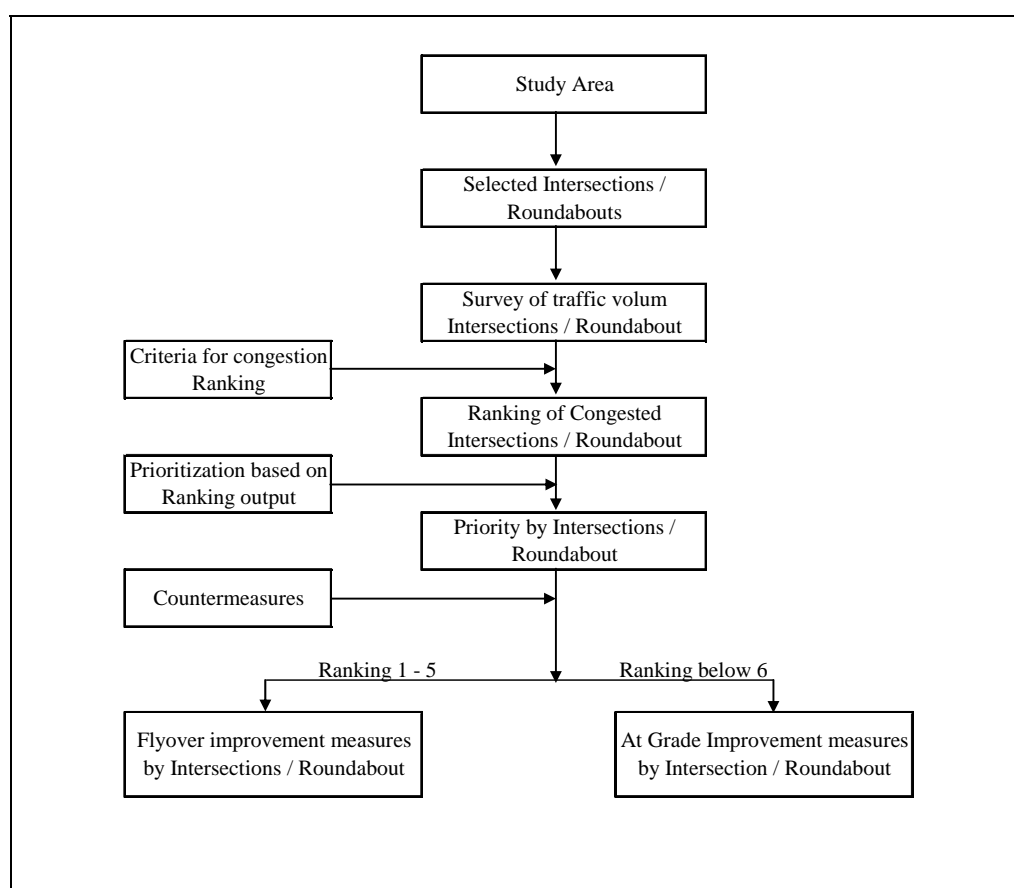 Study Area
Selected Intersections /
Roundabouts
Survey of traffic volum
Intersections / Roundabout
Criteria for congestion
Ranking
Ranking of Congested
Intersections / Roundabout
Prioritization based on
Ranking output
Priority by Intersections /
Roundabout
Countermeasures
Ranking 1 - 5
Ranking below 6
Flyover improvement measures
by Intersections / Roundabout
At Grade Improvement measures
by Intersection / Roundabout